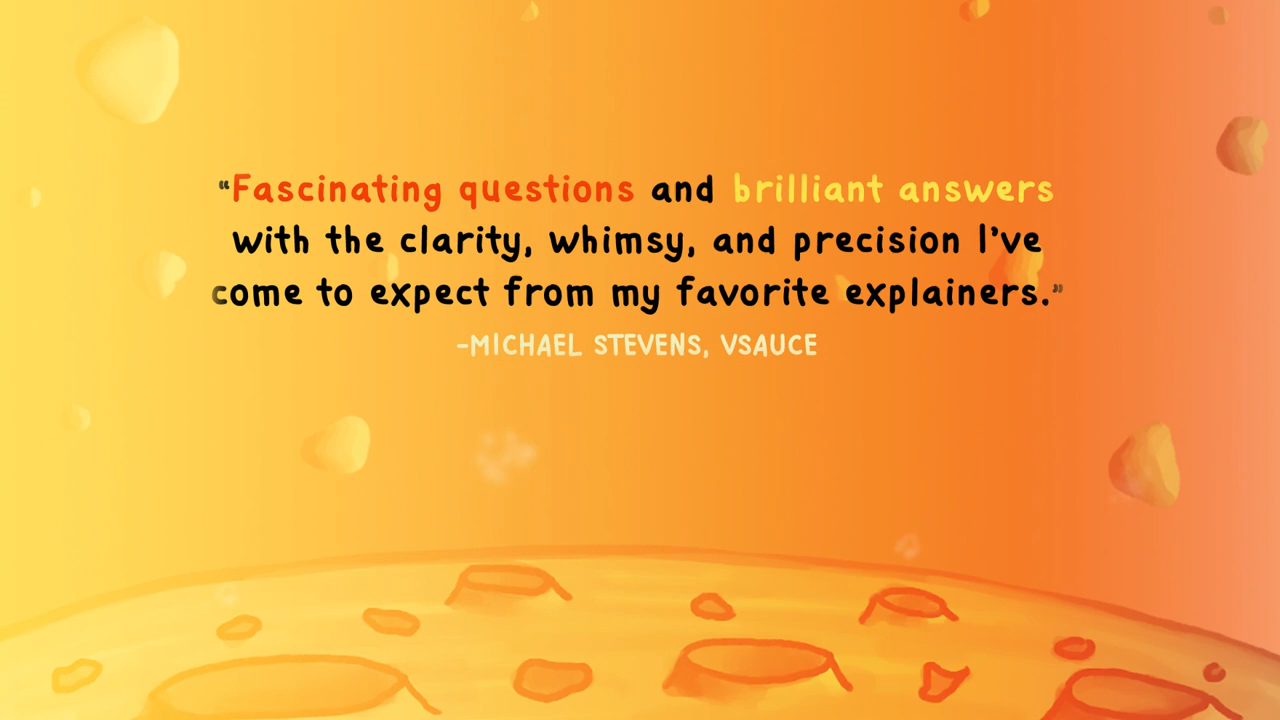 “Fascinating questions and brilliant answers
with the clarity, whimsy, and precision I’ve
come to expect from my favorite explainers.”
-MICHAEL STEVENS, VSAUCE